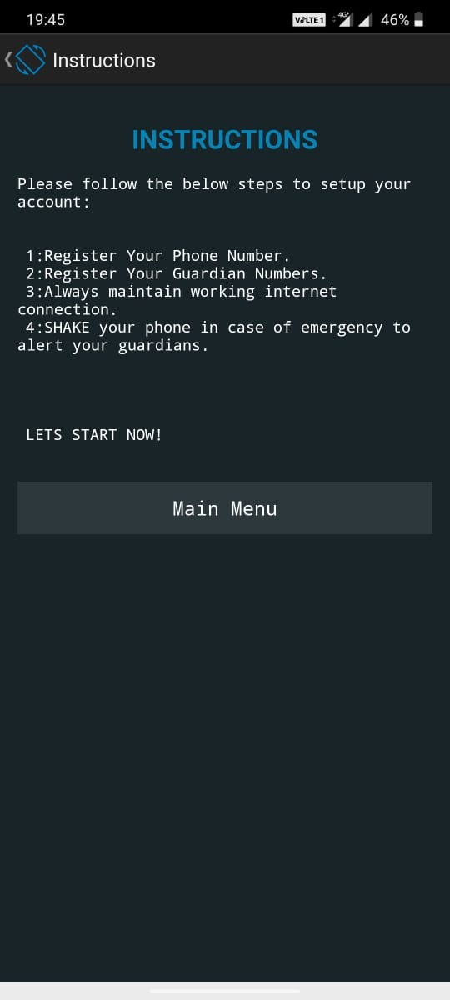 19:45
VoLTE 1 4G+ 46%
Instructions
INSTRUCTIONS
Please follow the below steps to setup your
account:
1:Register Your Phone Number.
2:Register Your Guardian Numbers.
3:Always maintain working internet
connection.
4:SHAKE your phone in case of emergency to
alert your guardians.
LETS START NOW!
Main Menu